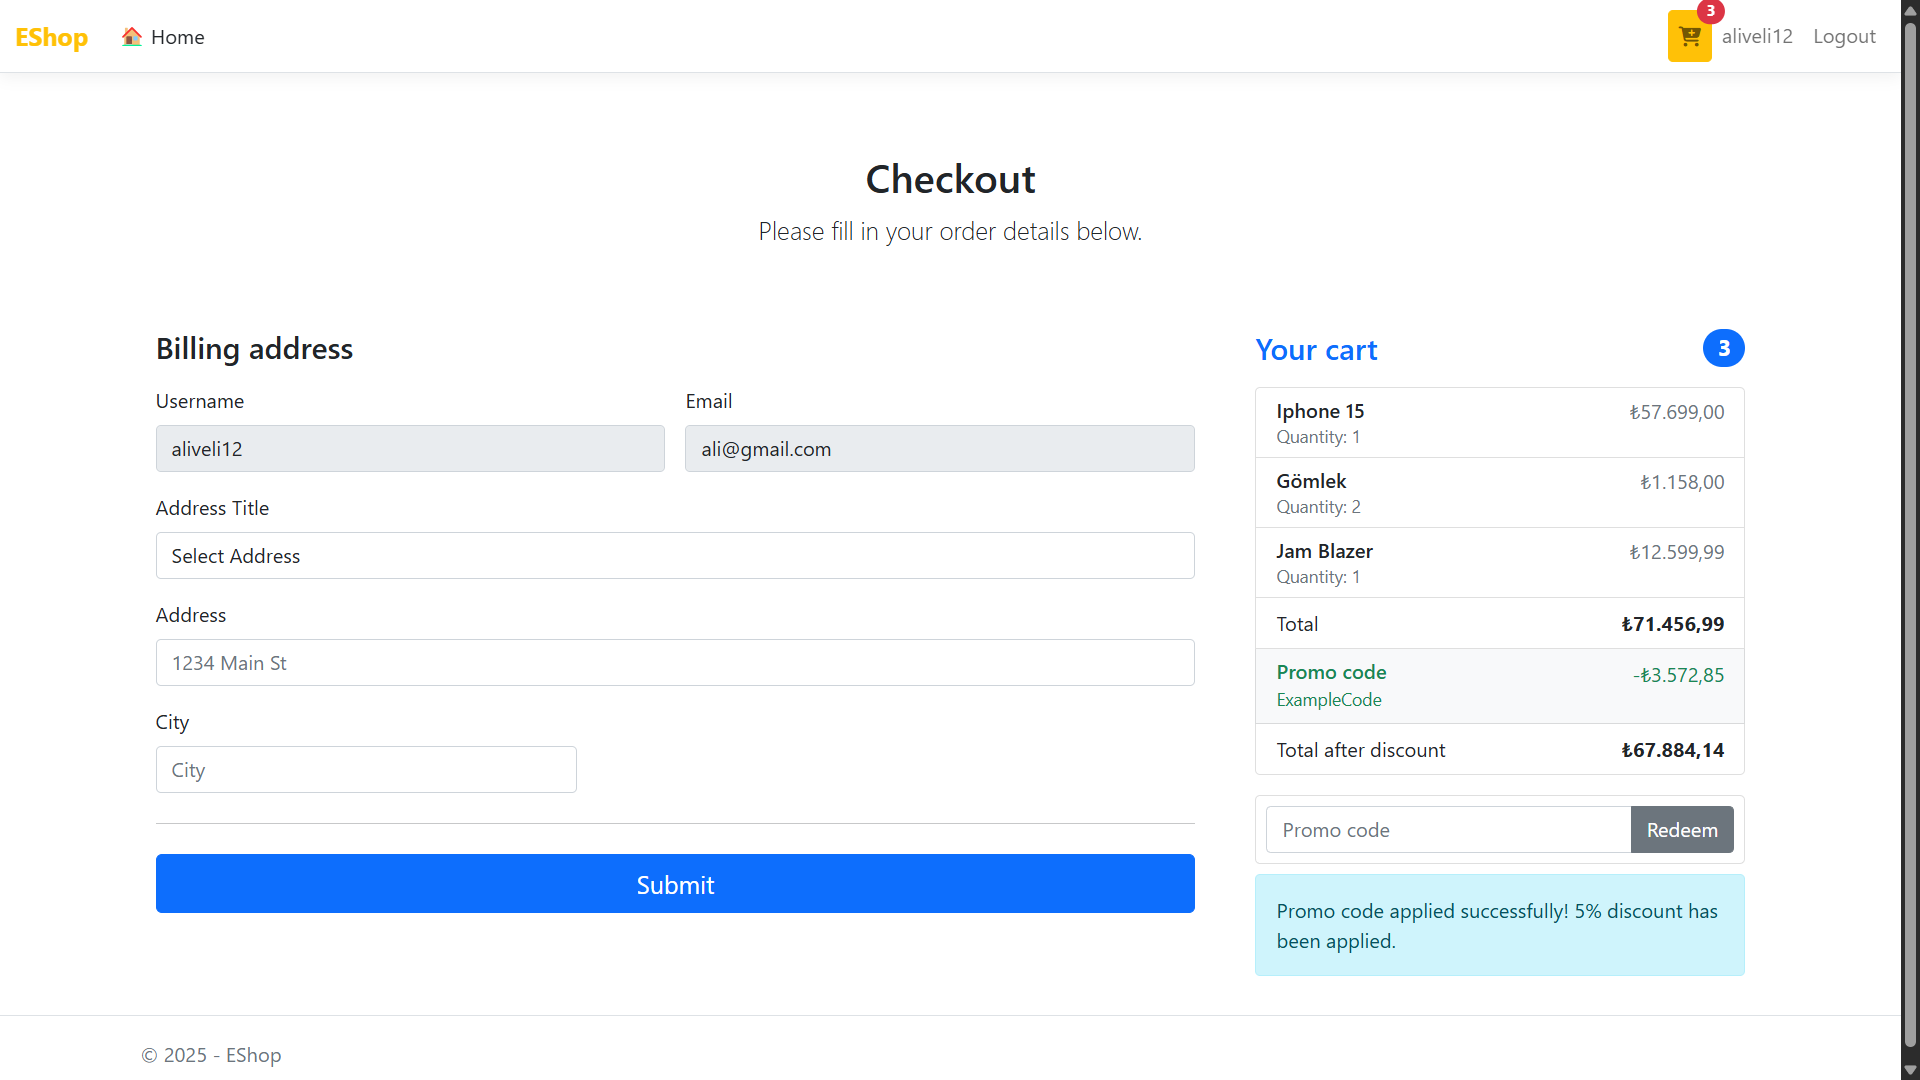 EShop
Home
3
aliveli12
Logout
Checkout
Please fill in your order details below.
Billing address
Username
Email
aliveli12
ali@gmail.com
Address Title
Select Address
Address
1234 Main St
City
City
Submit
Your cart
3
Iphone 15
₺57.699,00
Quantity: 1
Gömlek
₺1.158,00
Quantity: 2
Jam Blazer
₺12.599,99
Quantity: 1
Total
₺71.456,99
Promo code
-₺3.572,85
ExampleCode
Total after discount
₺67.884,14
Promo code
Redeem
Promo code applied successfully! 5% discount has
been applied.
© 2025 - EShop